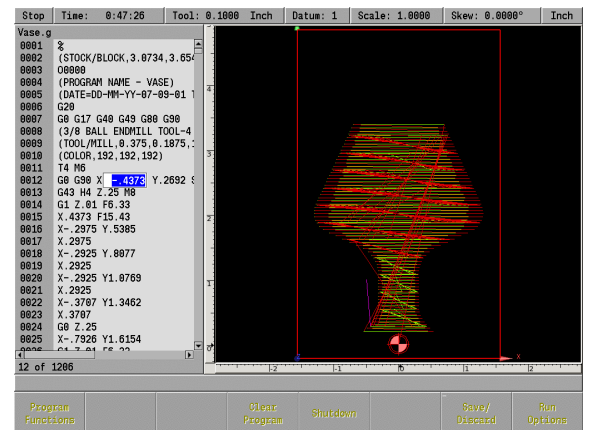 Stop Time: 0:47:26 Tool: 0.1000 Inch Datum: 1 Scale: 1.0000 Skew: 0.0000° Inch
Vase.g
0001 %
0002 (STOCK/BLOCK,3.0734,3.654
0003 O0000
0004 (PROGRAM NAME - VASE)
0005 (DATE=DD-MM-YY-07-09-01 T
0006 G20
0007 G0 G17 G40 G49 G80 G90
0008 (3/8 BALL ENDMILL TOOL-4
0009 (TOOL/MILL,0.375,0.1875,
0010 (COLOR,192,192,192)
0011 T4 M6
0012 G0 G90 X-.4373 Y.2692 S
0013 G43 H4 Z.25 M8
0014 G1 Z.01 F6.33
0015 X.4373 F15.43
0016 X-.2975 Y.5385
0017 X.2975
0018 X-.2925 Y.8077
0019 X.2925
0020 X-.2925 Y1.0769
0021 X.2925
0022 X-.3707 Y1.3462
0023 X.3707
0024 G0 Z.25
0025 X-.7926 Y1.6154
0026 G1 Z.01 F6.33
4
3
2
1
0
X
-2 -1 0 1 2
12 of 1206
Program Functions
Clear Program
Shutdown
Save/ Discard
Run Options